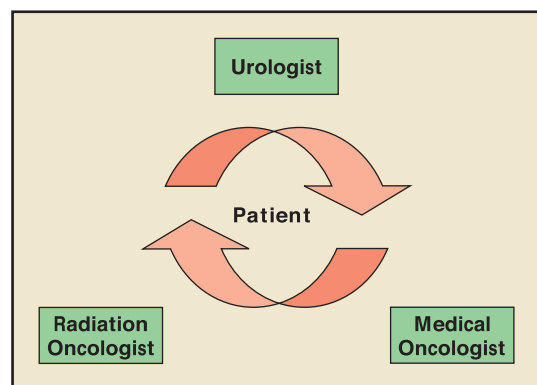 Urologist
Patient
Radiation
Oncologist
Medical
Oncologist